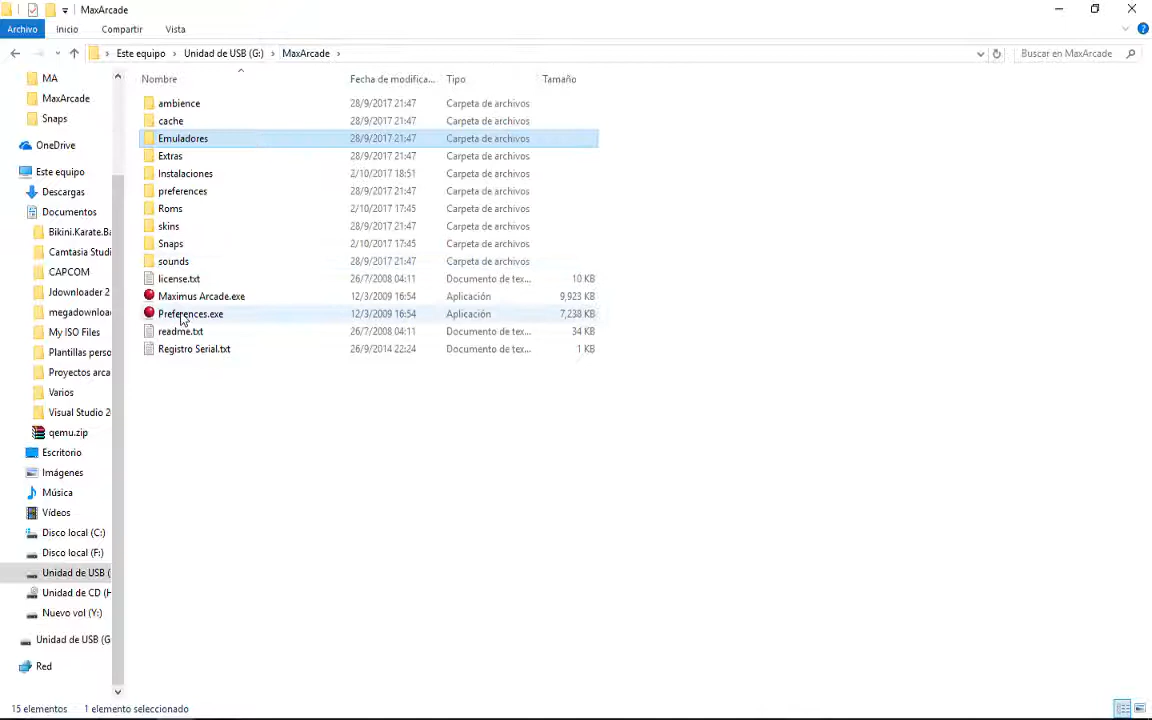 MaxArcade
Archivo Inicio Compartir Vista
Este equipo Unidad de USB (G:) MaxArcade Buscar en MaxArcade
MA
MaxArcade
Snaps
OneDrive
Este equipo
Descargas
Documentos
Bikini.Karate.Ba
Camtasia Studi
CAPCOM
Jdownloader 2
megadownloa
My ISO Files
Plantillas perso
Proyectos arca
Varios
Visual Studio 2
qemu.zip
Escritorio
Imágenes
Música
Vídeos
Disco local (C:)
Disco local (F:)
Unidad de USB (
Unidad de CD (H
Nuevo vol (Y:)
Unidad de USB (G
Red
Nombre Fecha de modifica... Tipo Tamaño
ambience 28/9/2017 21:47 Carpeta de archivos
cache 28/9/2017 21:47 Carpeta de archivos
Emuladores 28/9/2017 21:47 Carpeta de archivos
Extras 28/9/2017 21:47 Carpeta de archivos
Instalaciones 2/10/2017 18:51 Carpeta de archivos
preferences 28/9/2017 21:47 Carpeta de archivos
Roms 2/10/2017 17:45 Carpeta de archivos
skins 28/9/2017 21:47 Carpeta de archivos
Snaps 2/10/2017 17:45 Carpeta de archivos
sounds 28/9/2017 21:47 Carpeta de archivos
license.txt 26/7/2008 04:11 Documento de tex... 10 KB
Maximus Arcade.exe 12/3/2009 16:54 Aplicación 9,923 KB
Preferences.exe 12/3/2009 16:54 Aplicación 7,238 KB
readme.txt 26/7/2008 04:11 Documento de tex... 34 KB
Registro Serial.txt 26/9/2014 22:24 Documento de tex... 1 KB
15 elementos 1 elemento seleccionado